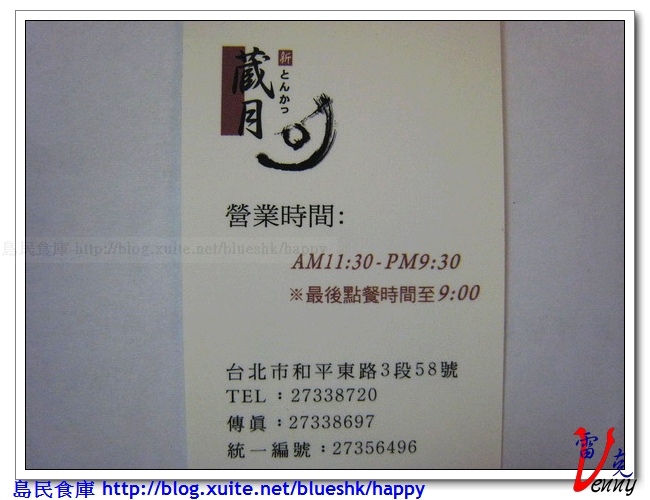 新
とんかつ
蔵月
營業時間:
AM11:30-PM9:30
※最後點餐時間至9:00
台北市和平東路3段58號
TEL：27338720
傳眞：27338697
統一編號：27356496
島民食庫 http://blog.xuite.net/blueshk/happy
雷克
Venny
島民食庫 http://blog.xuite.net/blueshk/happy